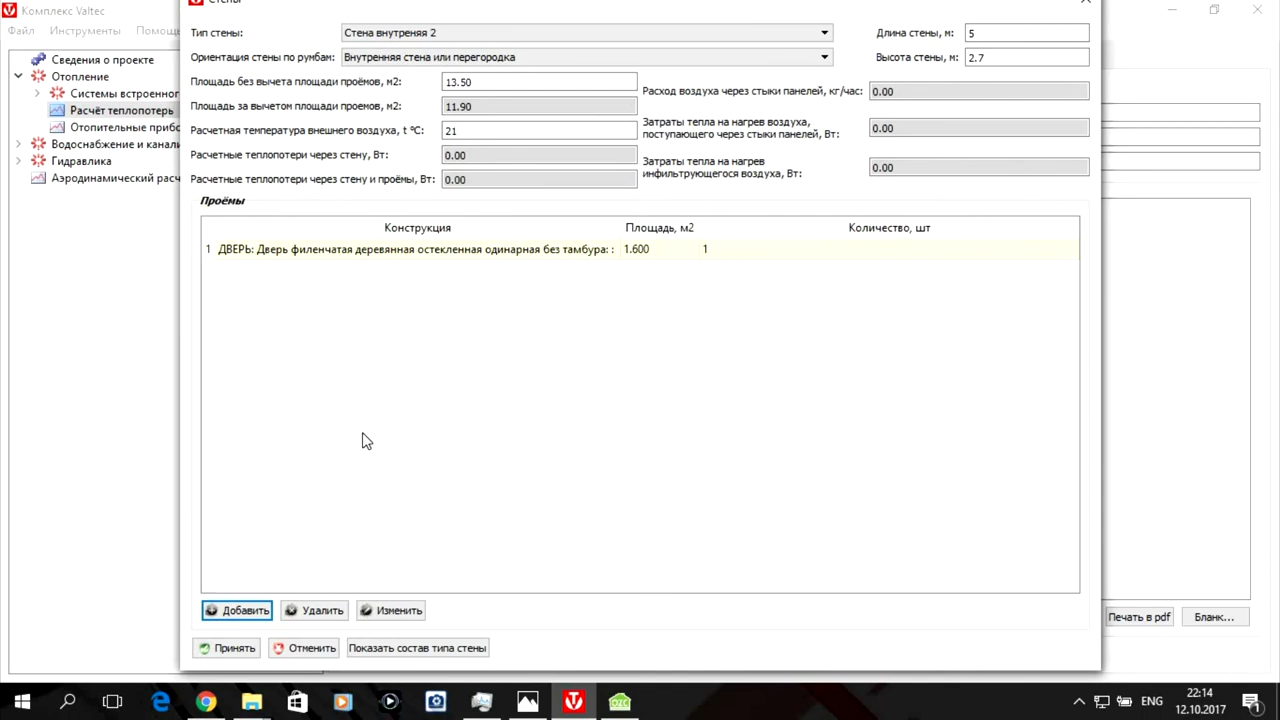 Комплекс Valtec
Файл Инструменты Помощь
Сведения о проекте
Отопление
Системы встроенног
Расчёт теплопотерь
Отопительные прибо
Водоснабжение и канали
Гидравлика
Аэродинамический расч
Стены
Тип стены: Стена внутреняя 2 Длина стены, м: 5
Ориентация стены по румбам: Внутренняя стена или перегородка Высота стены, м: 2.7
Площадь без вычета площади проёмов, м2: 13.50
Площадь за вычетом площади проемов, м2: 11.90
Расчетная температура внешнего воздуха, t °C: 21
Расчетные теплопотери через стену, Вт: 0.00
Расчетные теплопотери через стену и проёмы, Вт: 0.00
Расход воздуха через стыки панелей, кг/час: 0.00
Затраты тепла на нагрев воздуха,
поступающего через стыки панелей, Вт: 0.00
Затраты тепла на нагрев
инфильтрующегося воздуха, Вт: 0.00
Проёмы
Конструкция Площадь, м2 Количество, шт
1 ДВЕРЬ: Дверь филенчатая деревянная остекленная одинарная без тамбура: : 1.600 1
Добавить Удалить Изменить
Принять Отменить Показать состав типа стены
Печать в pdf Бланк...
ENG 22:14
12.10.2017